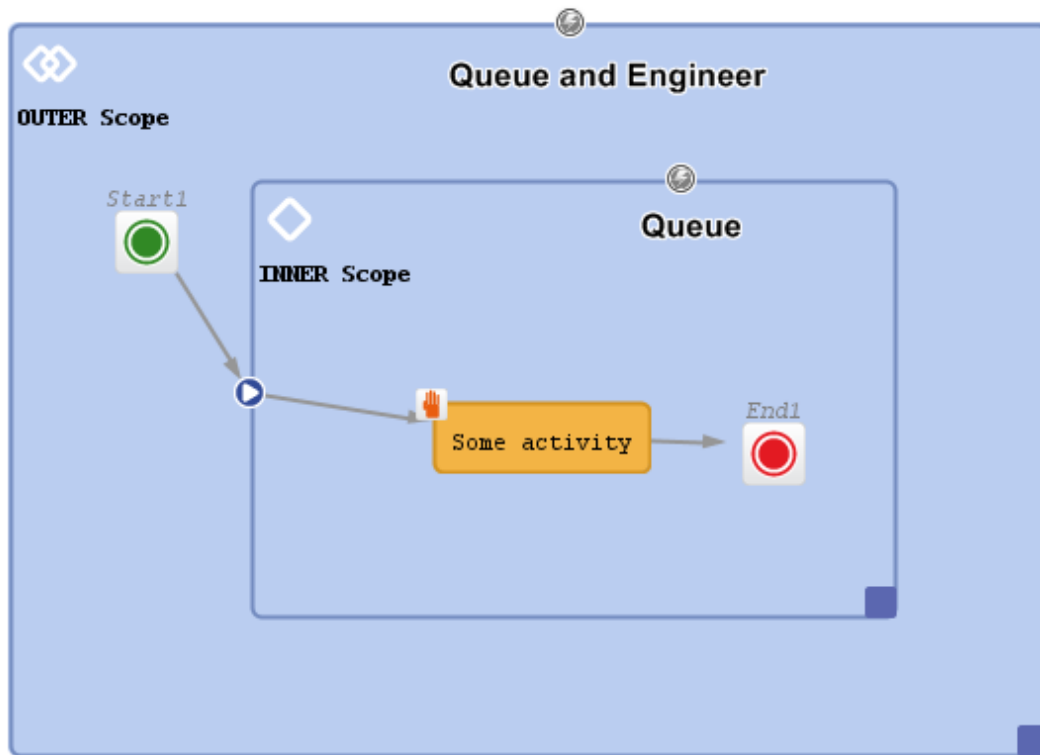 Queue and Engineer
OUTER Scope
Start1
Queue
INNER Scope
Some activity
End1